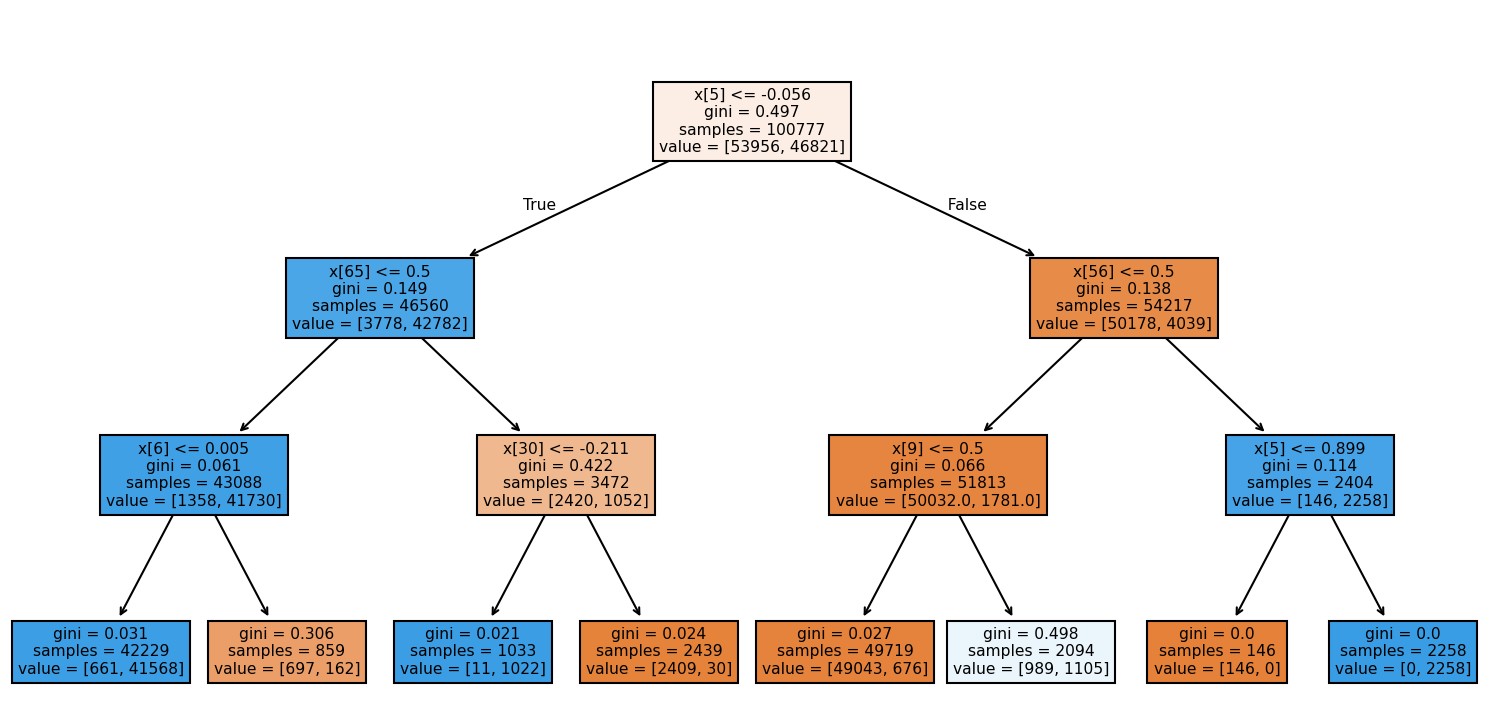 x[5] <= -0.056
gini = 0.497
samples = 100777
value = [53956, 46821]
True
False
x[65] <= 0.5
gini = 0.149
samples = 46560
value = [3778, 42782]
x[56] <= 0.5
gini = 0.138
samples = 54217
value = [50178, 4039]
x[6] <= 0.005
gini = 0.061
samples = 43088
value = [1358, 41730]
x[30] <= -0.211
gini = 0.422
samples = 3472
value = [2420, 1052]
x[9] <= 0.5
gini = 0.066
samples = 51813
value = [50032.0, 1781.0]
x[5] <= 0.899
gini = 0.114
samples = 2404
value = [146, 2258]
gini = 0.031
samples = 42229
value = [661, 41568]
gini = 0.306
samples = 859
value = [697, 162]
gini = 0.021
samples = 1033
value = [11, 1022]
gini = 0.024
samples = 2439
value = [2409, 30]
gini = 0.027
samples = 49719
value = [49043, 676]
gini = 0.498
samples = 2094
value = [989, 1105]
gini = 0.0
samples = 146
value = [146, 0]
gini = 0.0
samples = 2258
value = [0, 2258]